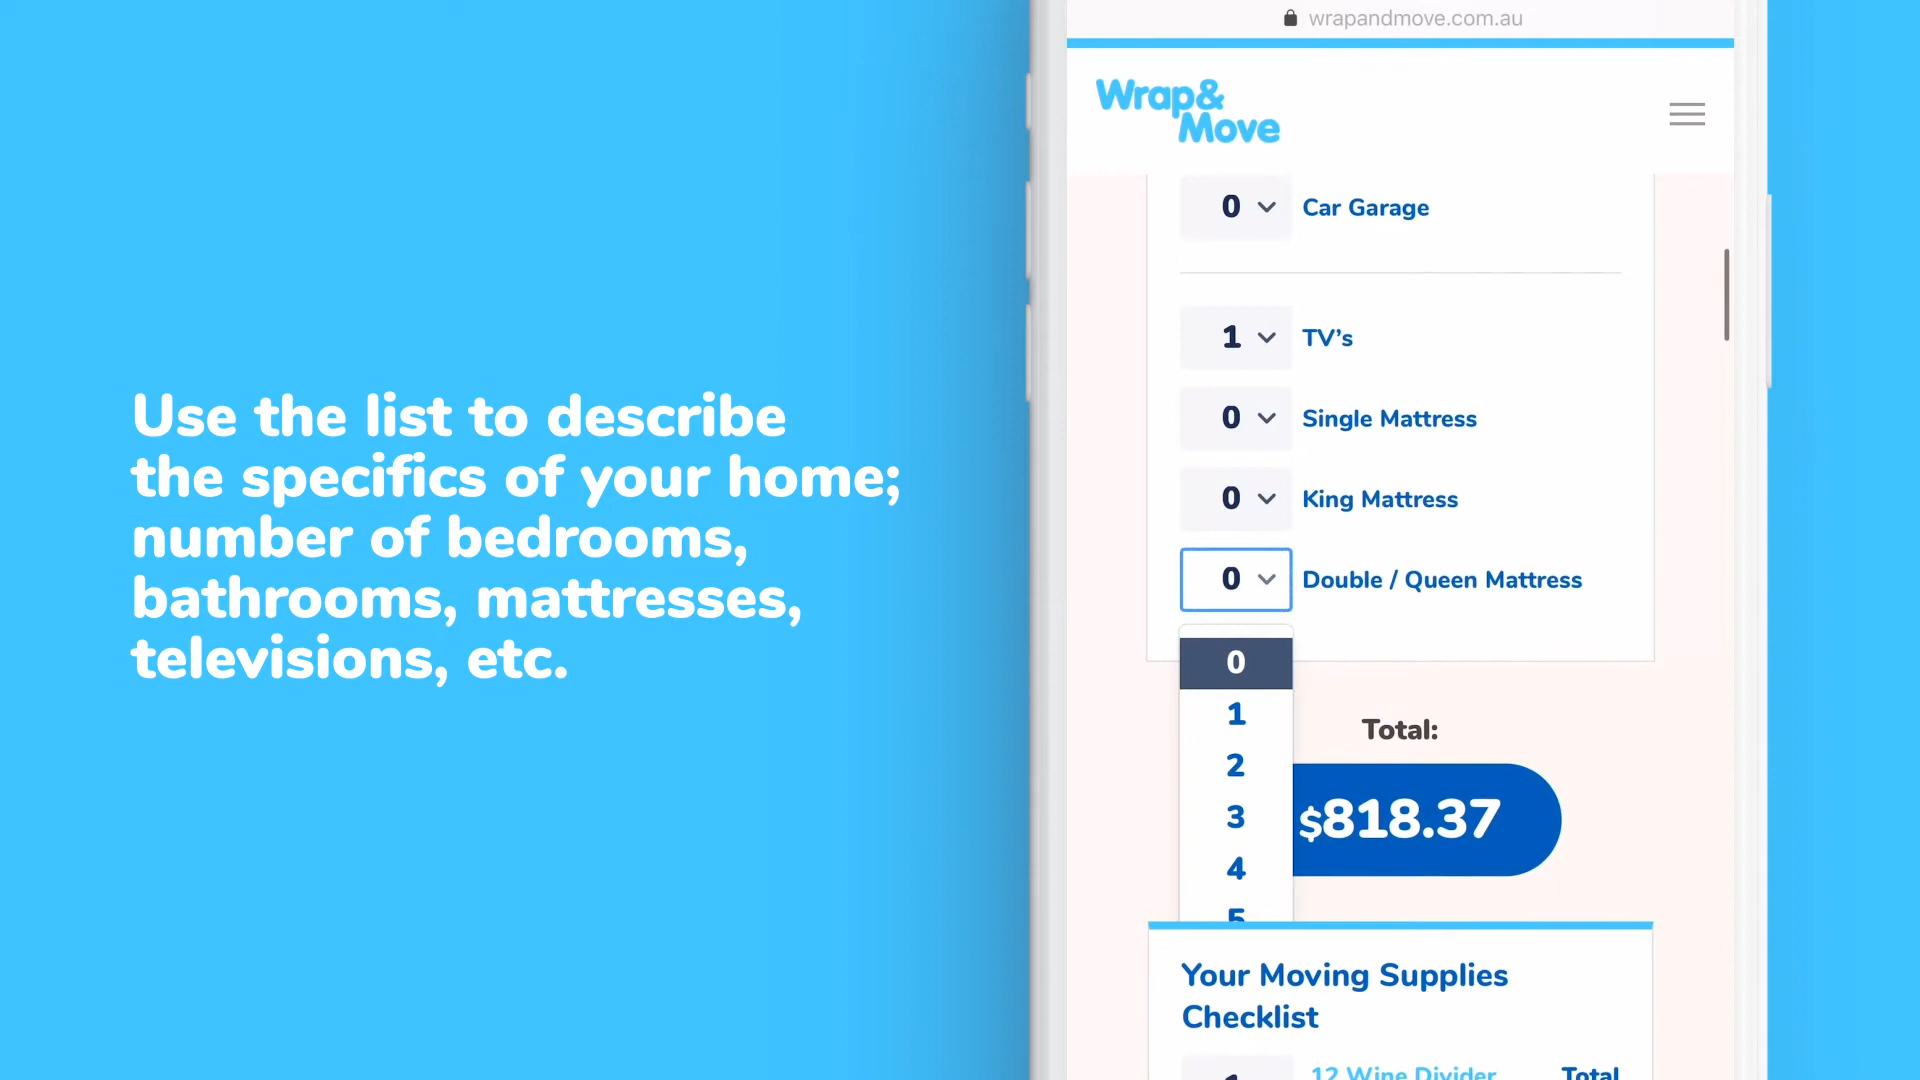 Use the list to describe
the specifics of your home;
number of bedrooms,
bathrooms, mattresses,
televisions, etc.
wrapandmove.com.au
Wrap&
Move
0 Car Garage
1 TV’s
0 Single Mattress
0 King Mattress
0 Double / Queen Mattress
0
1
2
3
4
5
Total:
$818.37
Your Moving Supplies
Checklist
12 Wine Divider Total